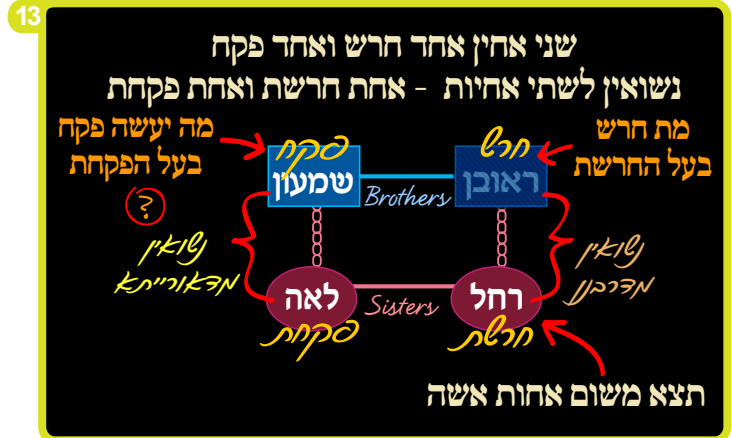 13
שני אחין אחד חרש ואחד פקח
נשואין לשתי אחיות - אחת חרשת ואחת פקחת
מת חרש
בעל החרשת
מה יעשה פקח
בעל הפקחת
?
חרש
ראובן
Brothers
פקח
שמעון
נשואין
מדרבנן
נשואין
מדאורייתא
רחל
חרשת
Sisters
לאה
פקחת
תצא משום אחות אשה